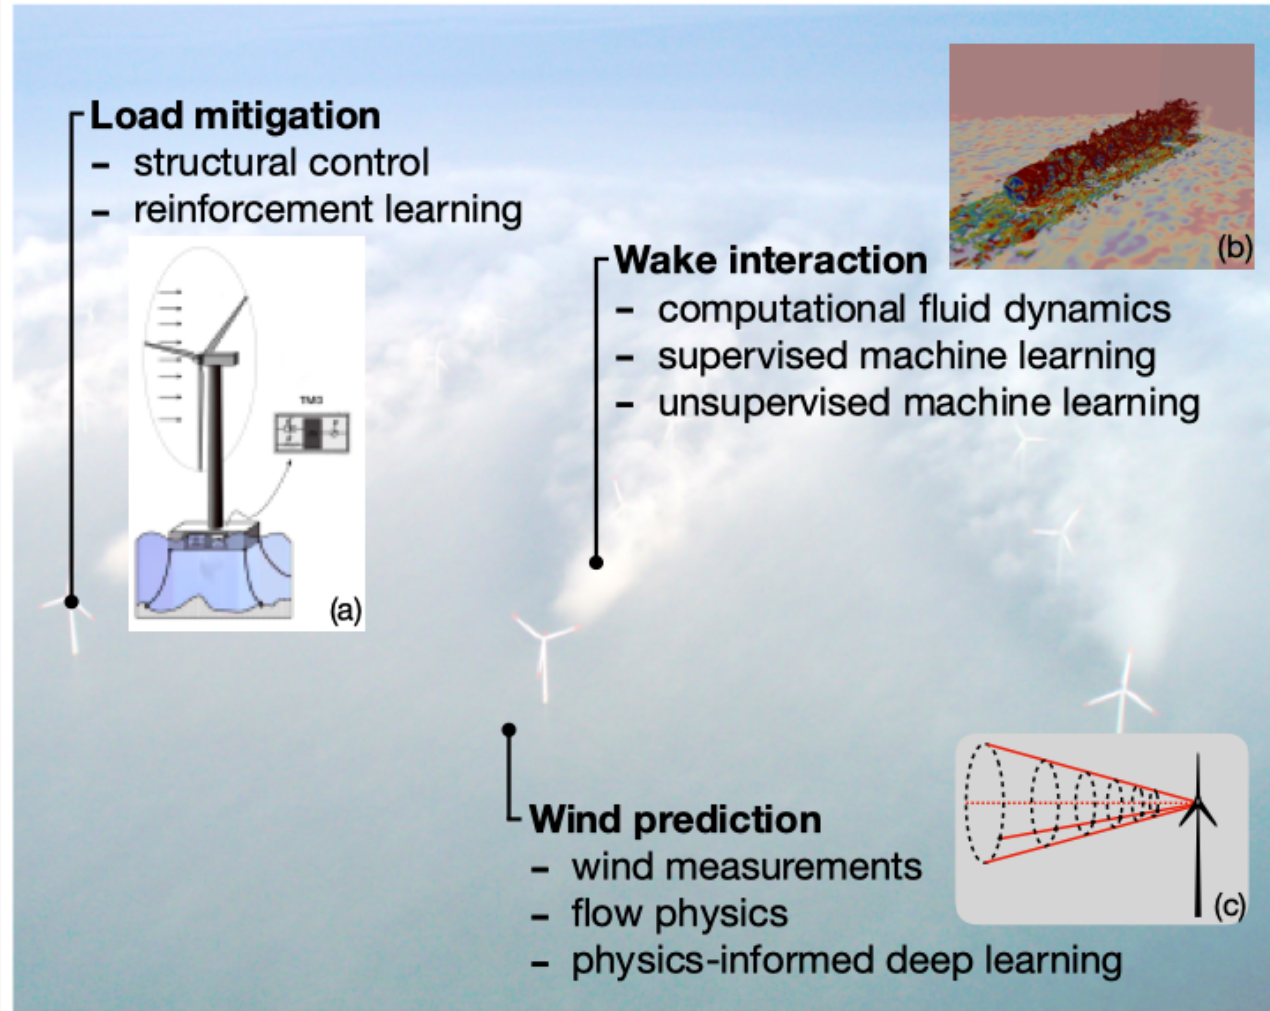 Load mitigation
- structural control
- reinforcement learning
TMD
(a)
(b)
Wake interaction
- computational fluid dynamics
- supervised machine learning
- unsupervised machine learning
Wind prediction
- wind measurements
- flow physics
- physics-informed deep learning
(c)